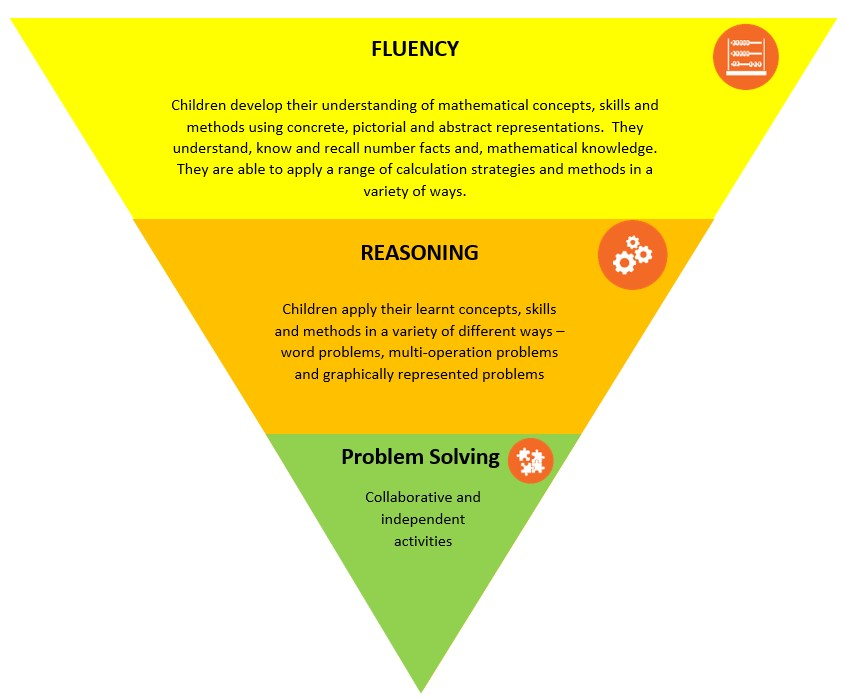 FLUENCY
Children develop their understanding of mathematical concepts, skills and
methods using concrete, pictorial and abstract representations.  They
understand, know and recall number facts and, mathematical knowledge.
They are able to apply a range of calculation strategies and methods in a
variety of ways.
REASONING
Children apply their learnt concepts, skills
and methods in a variety of different ways –
word problems, multi-operation problems
and graphically represented problems
Problem Solving
Collaborative and
independent
activities